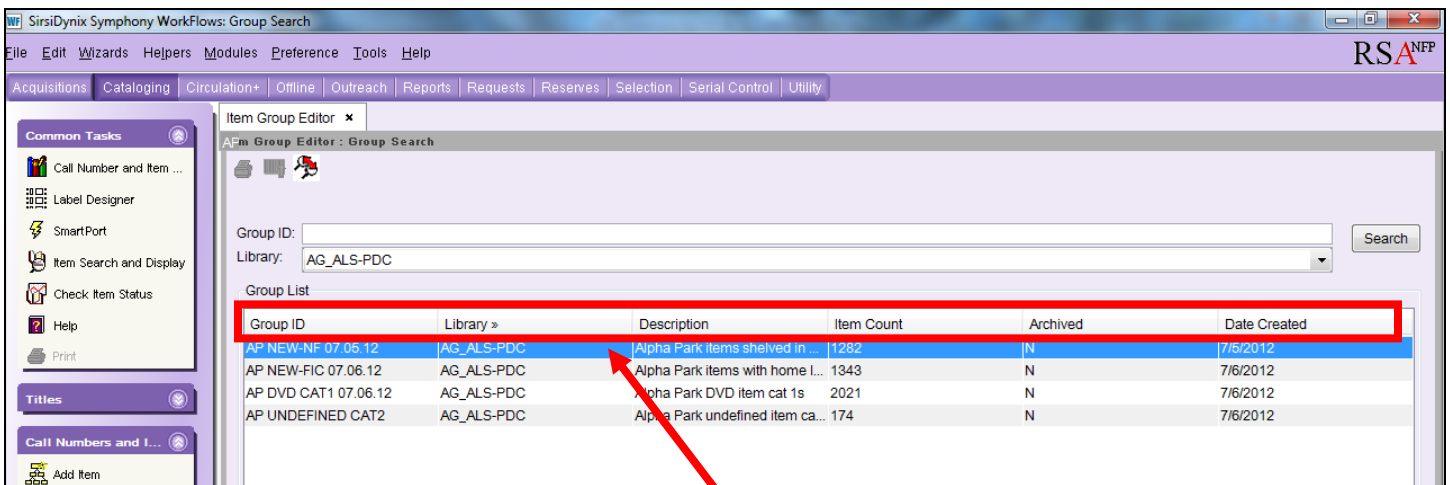 WF SirsiDynix Symphony WorkFlows: Group Search
File Edit Wizards Helpers Modules Preference Tools Help
RSA NFP
Acquisitions Cataloging Circulation+ Offline Outreach Reports Requests Reserves Selection Serial Control Utility
Item Group Editor ×
APm Group Editor : Group Search
Common Tasks
Call Number and Item ...
Label Designer
SmartPort
Item Search and Display
Check Item Status
Help
Print
Titles
Call Numbers and I...
Add Item
Group ID:
Search
Library: AG_ALS-PDC
Group List
Group ID Library » Description Item Count Archived Date Created
AP NEW-NF 07.05.12 AG_ALS-PDC Alpha Park items shelved in ... 1282 N 7/5/2012
AP NEW-FIC 07.06.12 AG_ALS-PDC Alpha Park items with home l... 1343 N 7/6/2012
AP DVD CAT1 07.06.12 AG_ALS-PDC Alpha Park DVD item cat 1s 2021 N 7/6/2012
AP UNDEFINED CAT2 AG_ALS-PDC Alpha Park undefined item ca... 174 N 7/6/2012